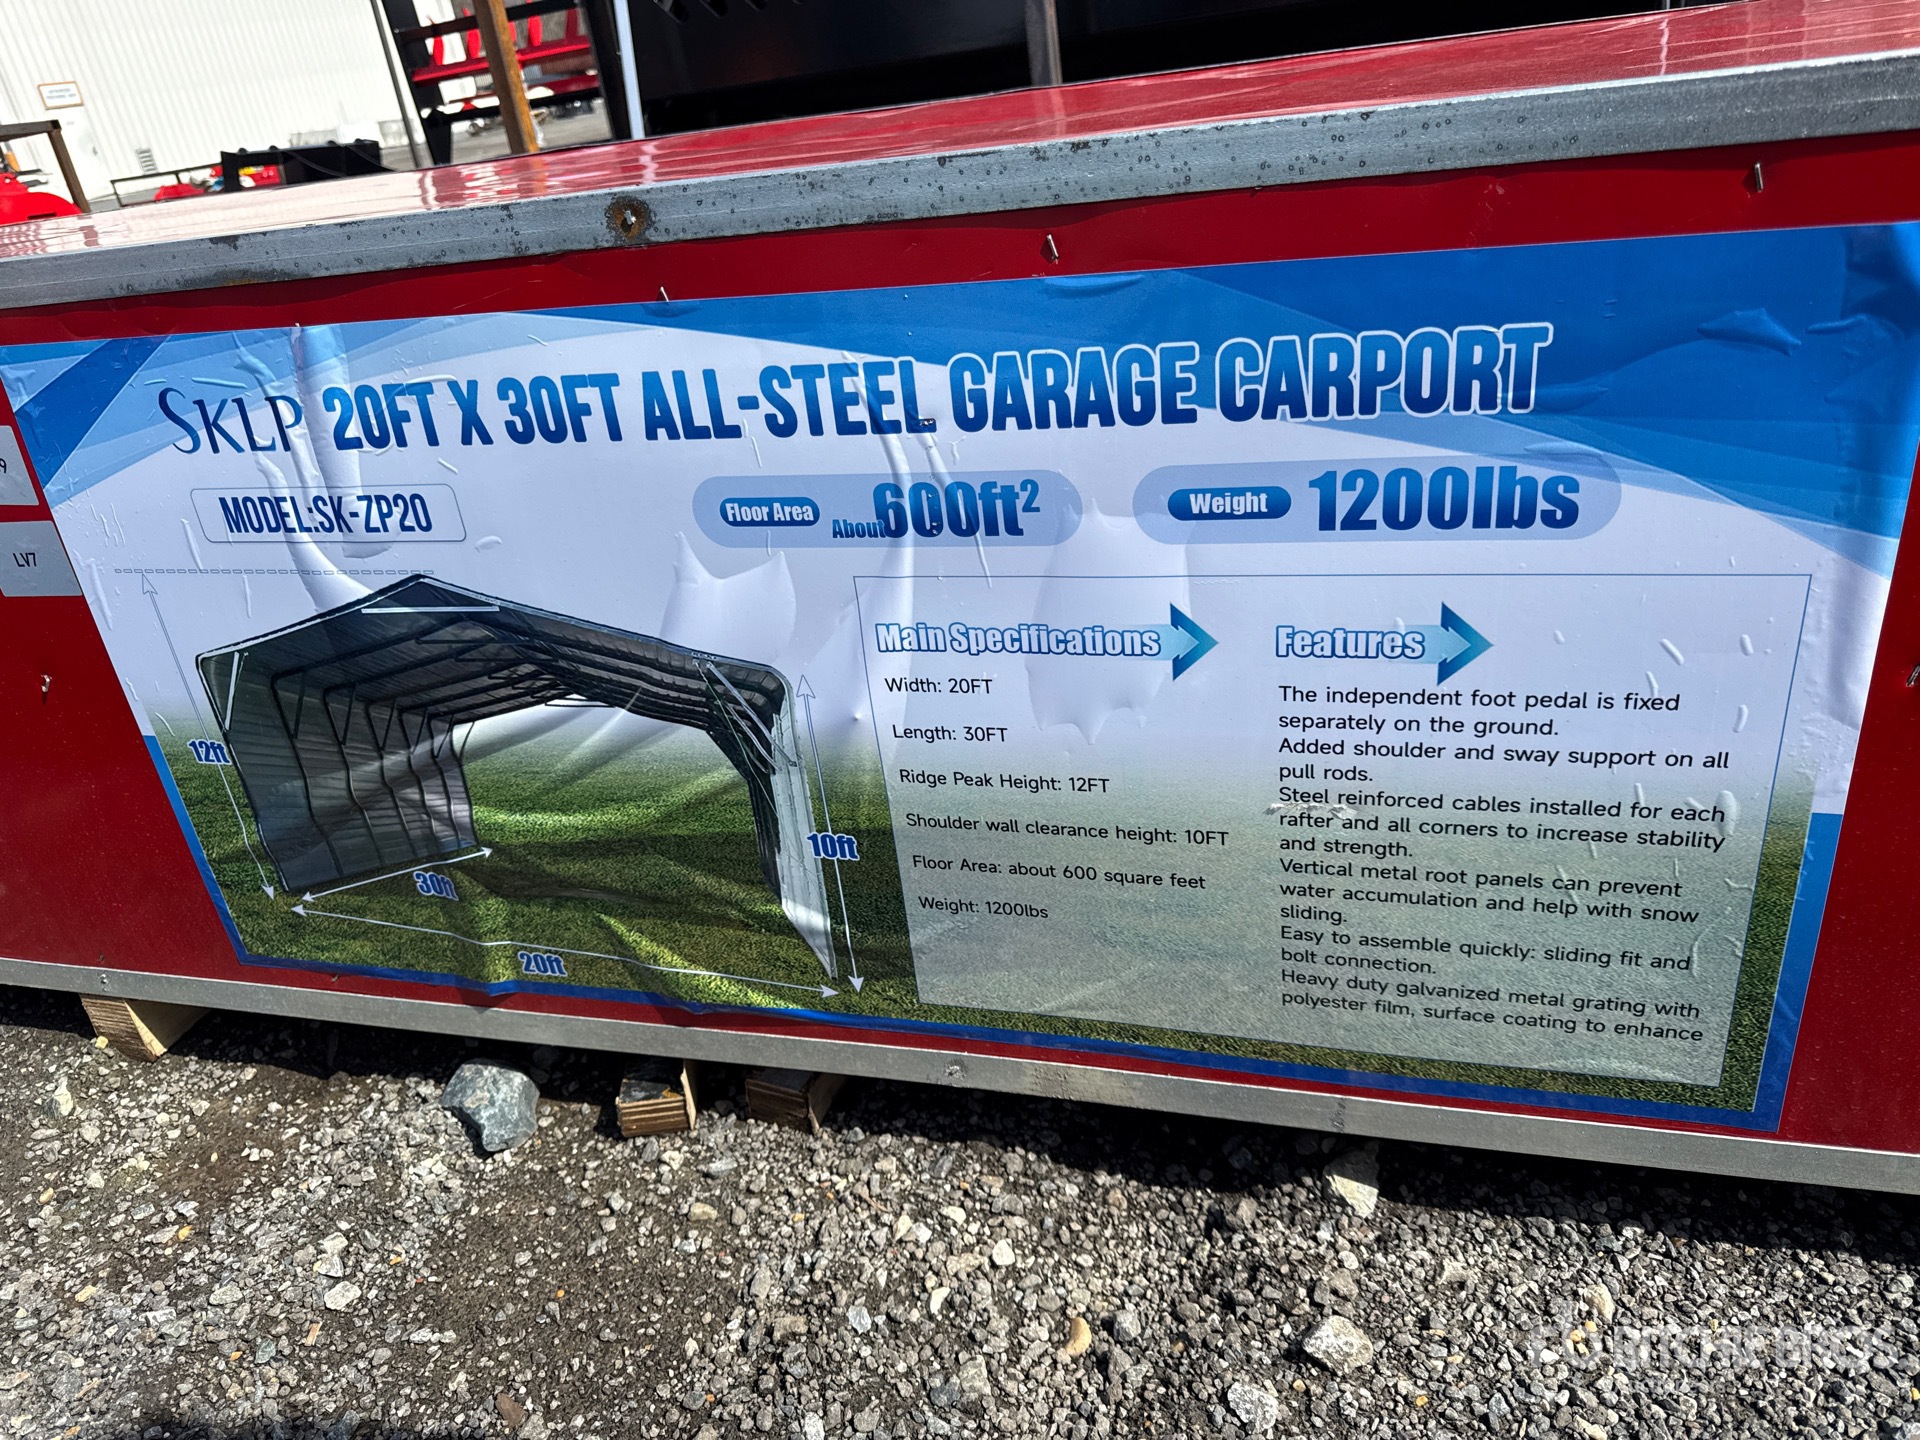 SKLP 20FT X 30FT ALL-STEEL GARAGE CARPORT
MODEL:SK-ZP20
Floor Area About 600ft²
Weight 1200lbs
9
LV7
12ft
10ft
30ft
20ft
Main Specifications
Width: 20FT
Length: 30FT
Ridge Peak Height: 12FT
Shoulder wall clearance height: 10FT
Floor Area: about 600 square feet
Weight: 1200lbs
Features
The independent foot pedal is fixed
separately on the ground.
Added shoulder and sway support on all
pull rods.
Steel reinforced cables installed for each
rafter and all corners to increase stability
and strength.
Vertical metal root panels can prevent
water accumulation and help with snow
sliding.
Easy to assemble quickly: sliding fit and
bolt connection.
Heavy duty galvanized metal grating with
polyester film, surface coating to enhance